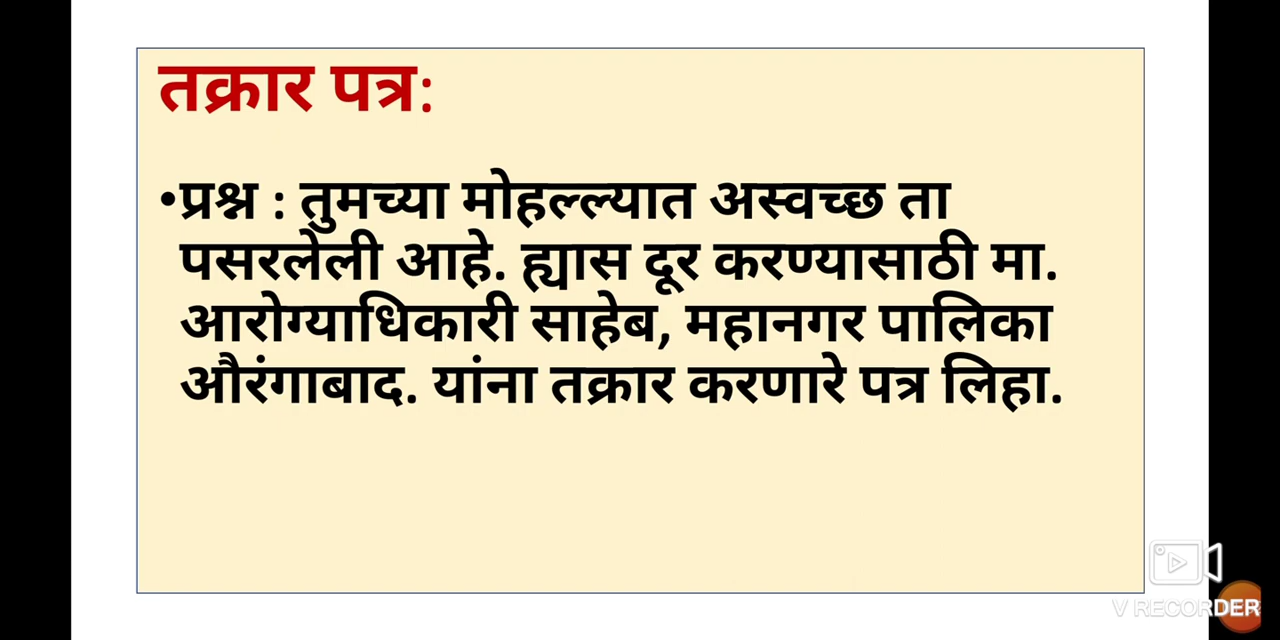 तक्रार पत्र:
•प्रश्न : तुमच्या मोहल्ल्यात अस्वच्छ ता
पसरलेली आहे. ह्यास दूर करण्यासाठी मा.
आरोग्याधिकारी साहेब, महानगर पालिका
औरंगाबाद. यांना तक्रार करणारे पत्र लिहा.
V RECORDER